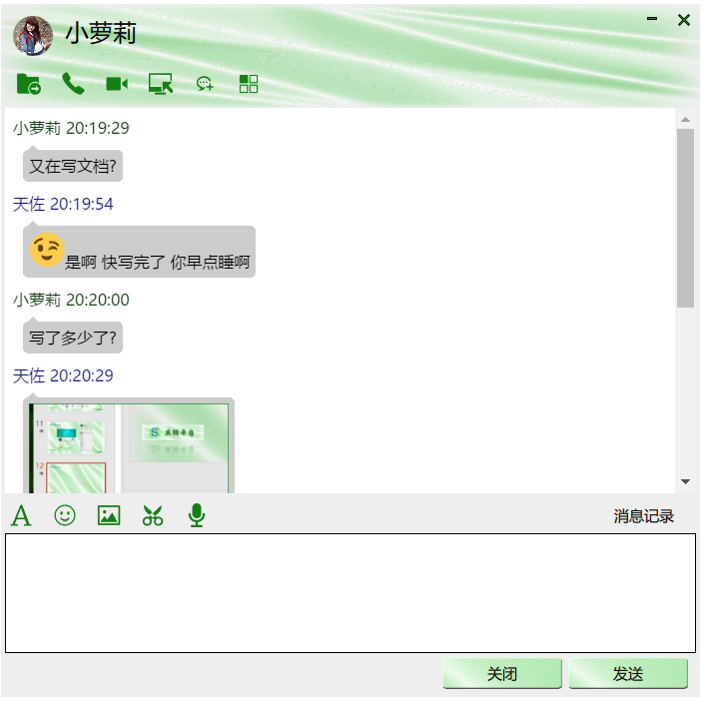 小萝莉
小萝莉 20:19:29
又在写文档?
天佐 20:19:54
是啊 快写完了 你早点睡啊
小萝莉 20:20:00
写了多少了?
天佐 20:20:29
11
12
消息记录
关闭
发送